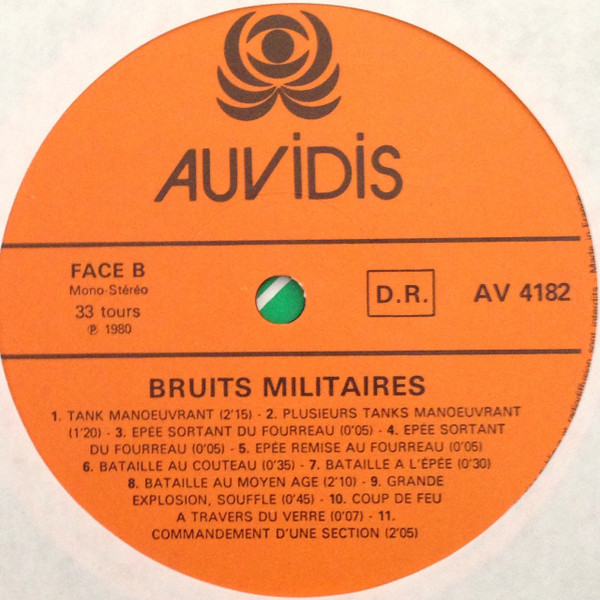 AUVIDIS
FACE B
Mono-Stéréo
33 tours
℗ 1980
D.R.
AV 4182
BRUITS MILITAIRES
1. TANK MANOEUVRANT (2'15) - 2. PLUSIEURS TANKS MANOEUVRANT
(1'20) - 3. EPÉE SORTANT DU FOURREAU (0'05) - 4. EPÉE SORTANT
DU FOURREAU (0'05) - 5. EPÉE REMISE AU FOURREAU (0'05)
6. BATAILLE AU COUTEAU (0'35) - 7. BATAILLE A L'ÉPÉE (0'30)
8. BATAILLE AU MOYEN AGE (2'10) - 9. GRANDE
EXPLOSION, SOUFFLE (0'45) - 10. COUP DE FEU
A TRAVERS DU VERRE (0'07) - 11.
COMMANDEMENT D'UNE SECTION (2'05)
Made in France